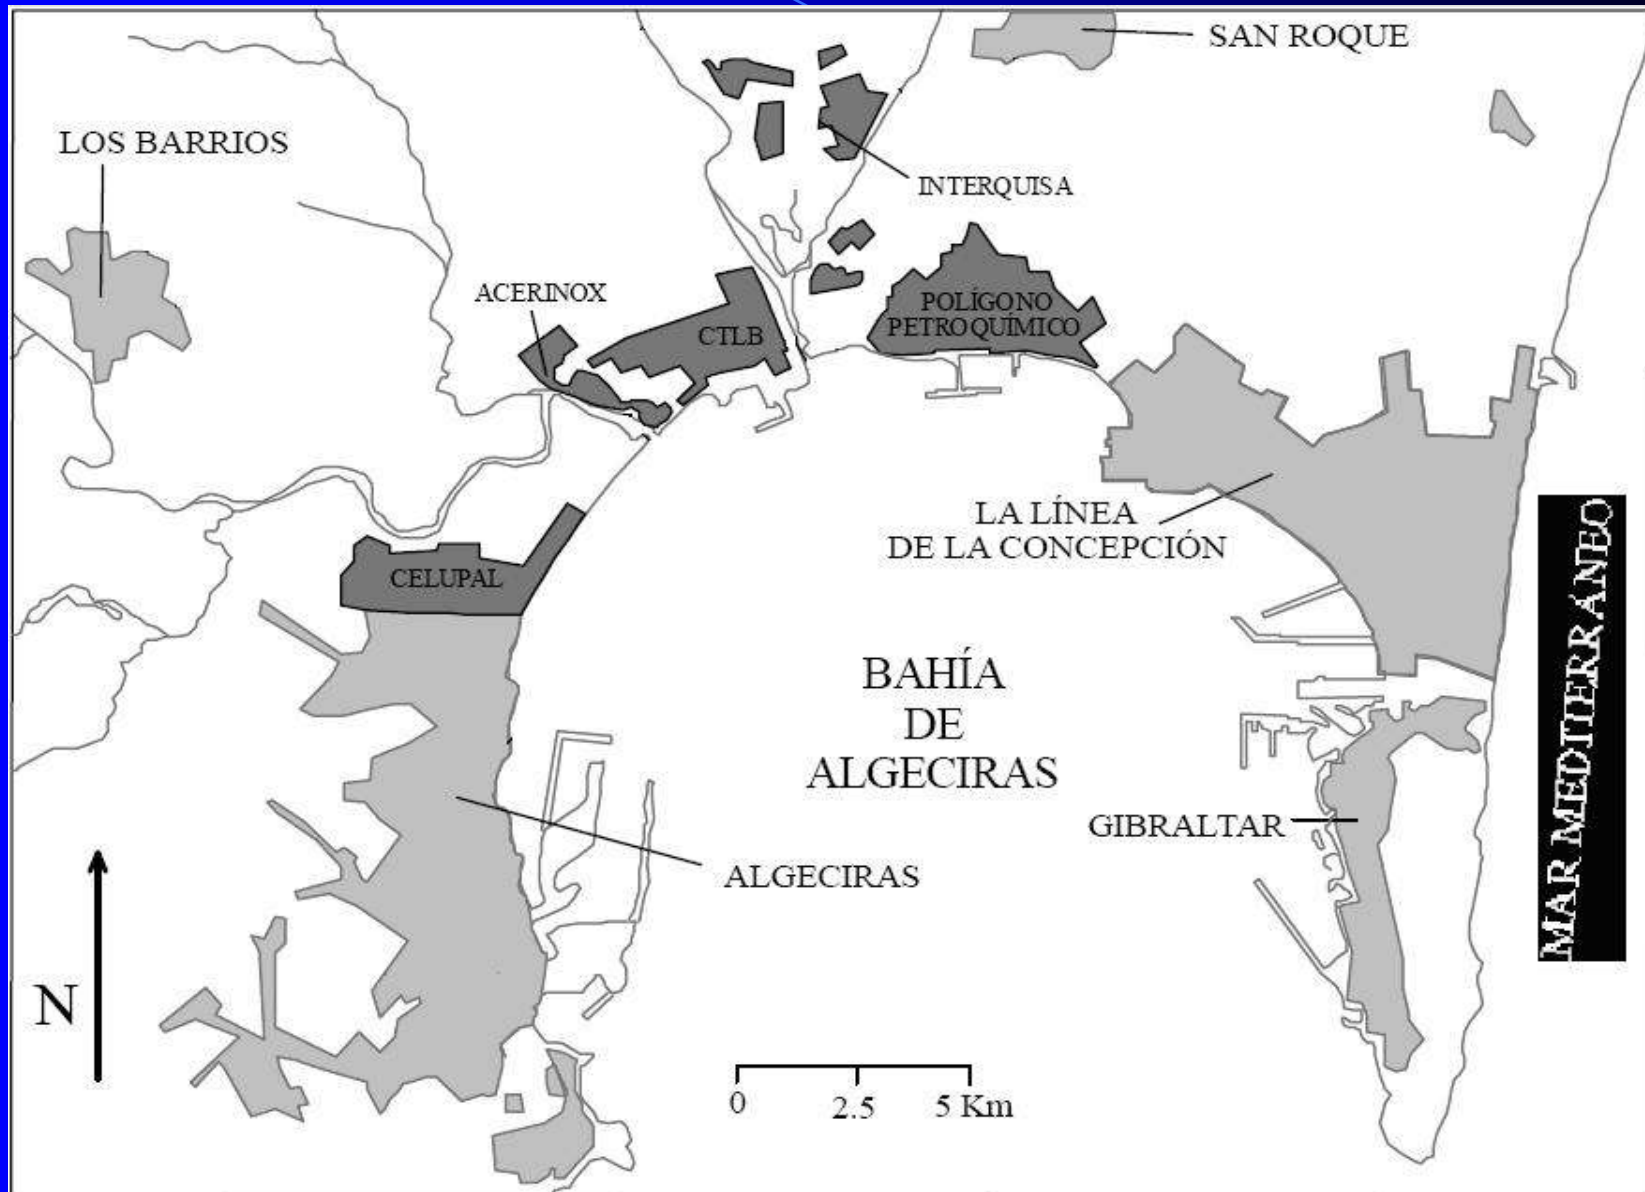 SAN ROQUE
LOS BARRIOS
INTERQUISA
ACERINOX
POLÍGONO
PETROQUÍMICO
CTLB
LA LÍNEA
DE LA CONCEPCIÓN
CELUPAL
MAR MEDITERRÁNEO
BAHÍA
DE
ALGECIRAS
GIBRALTAR
ALGECIRAS
N
0 2.5 5 Km